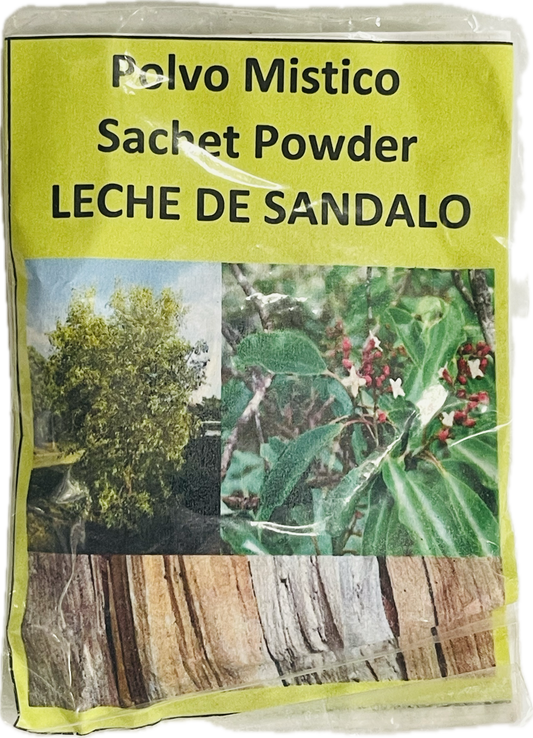 Polvo Mistico
Sachet Powder
LECHE DE SANDALO